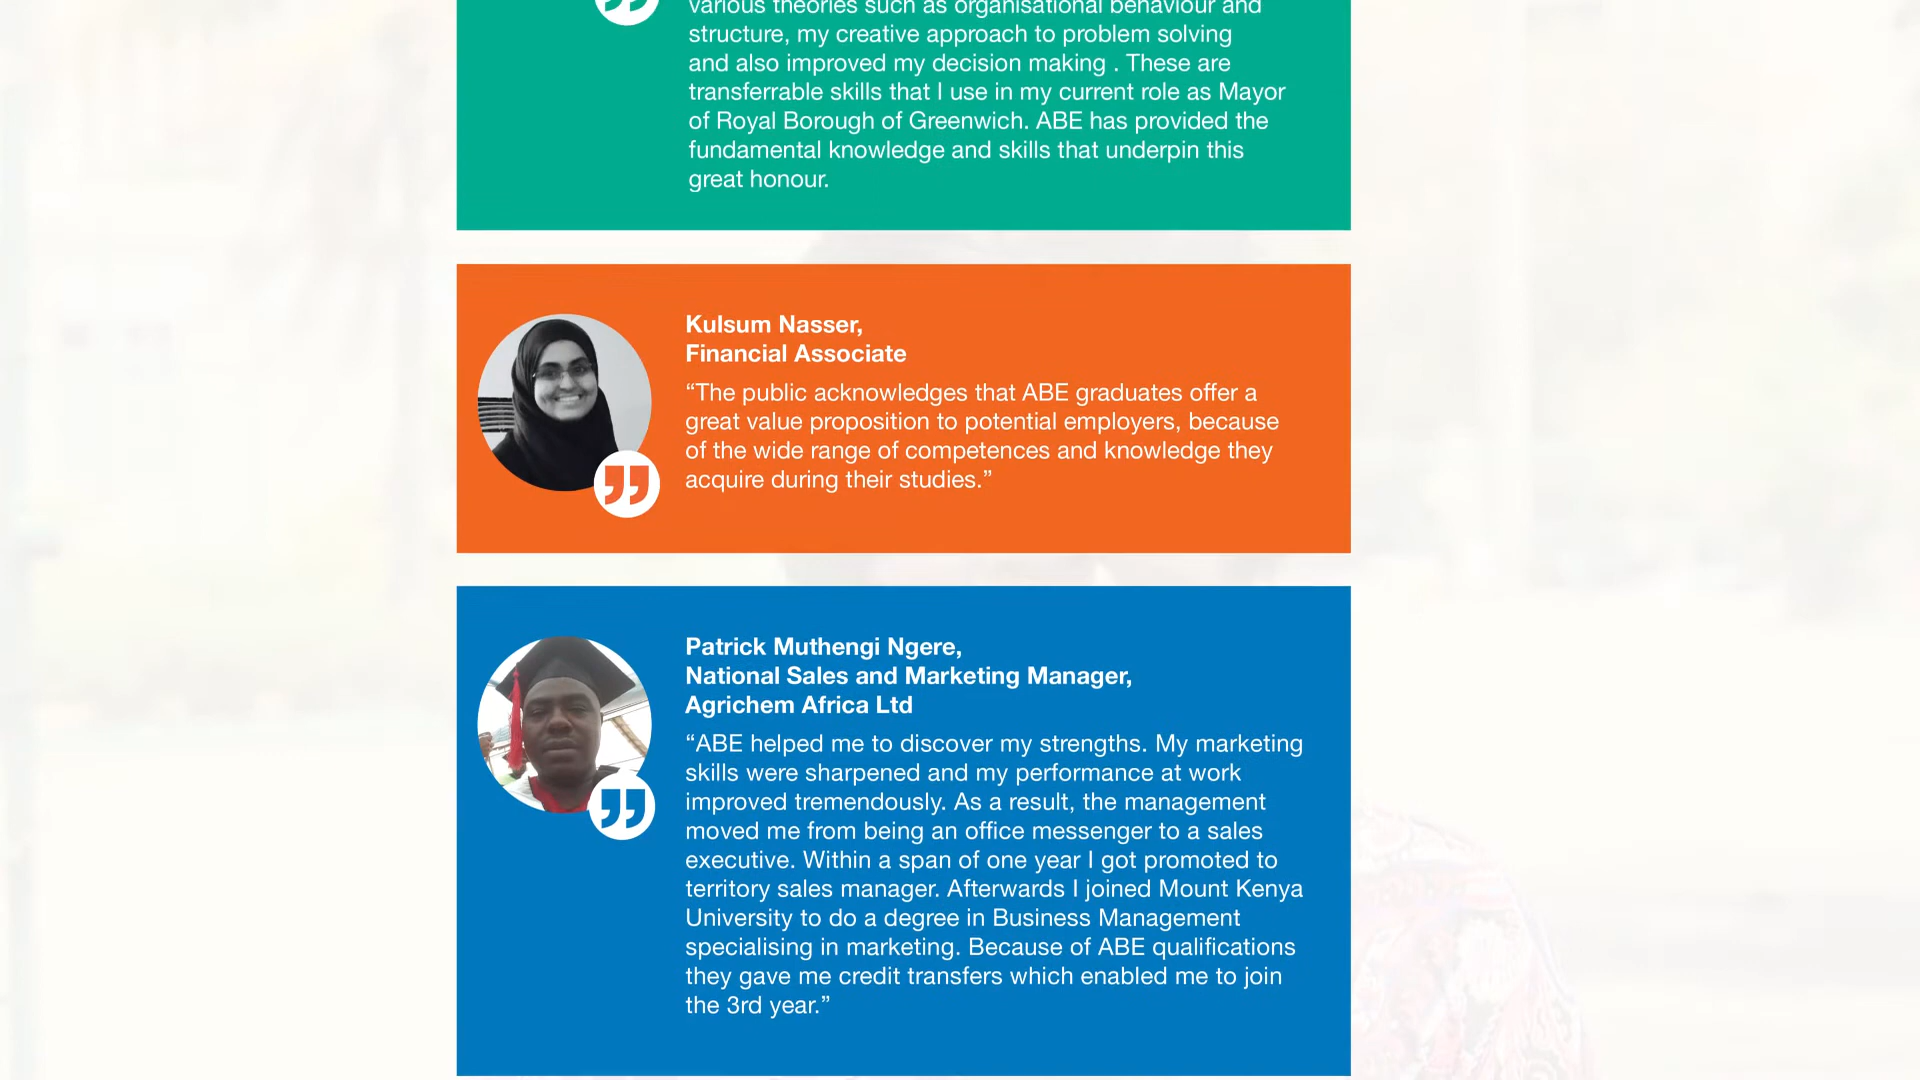 various theories such as organisational behaviour and
structure, my creative approach to problem solving
and also improved my decision making . These are
transferrable skills that I use in my current role as Mayor
of Royal Borough of Greenwich. ABE has provided the
fundamental knowledge and skills that underpin this
great honour.
Kulsum Nasser,
Financial Associate
“The public acknowledges that ABE graduates offer a
great value proposition to potential employers, because
of the wide range of competences and knowledge they
acquire during their studies.”
Patrick Muthengi Ngere,
National Sales and Marketing Manager,
Agrichem Africa Ltd
“ABE helped me to discover my strengths. My marketing
skills were sharpened and my performance at work
improved tremendously. As a result, the management
moved me from being an office messenger to a sales
executive. Within a span of one year I got promoted to
territory sales manager. Afterwards I joined Mount Kenya
University to do a degree in Business Management
specialising in marketing. Because of ABE qualifications
they gave me credit transfers which enabled me to join
the 3rd year.”